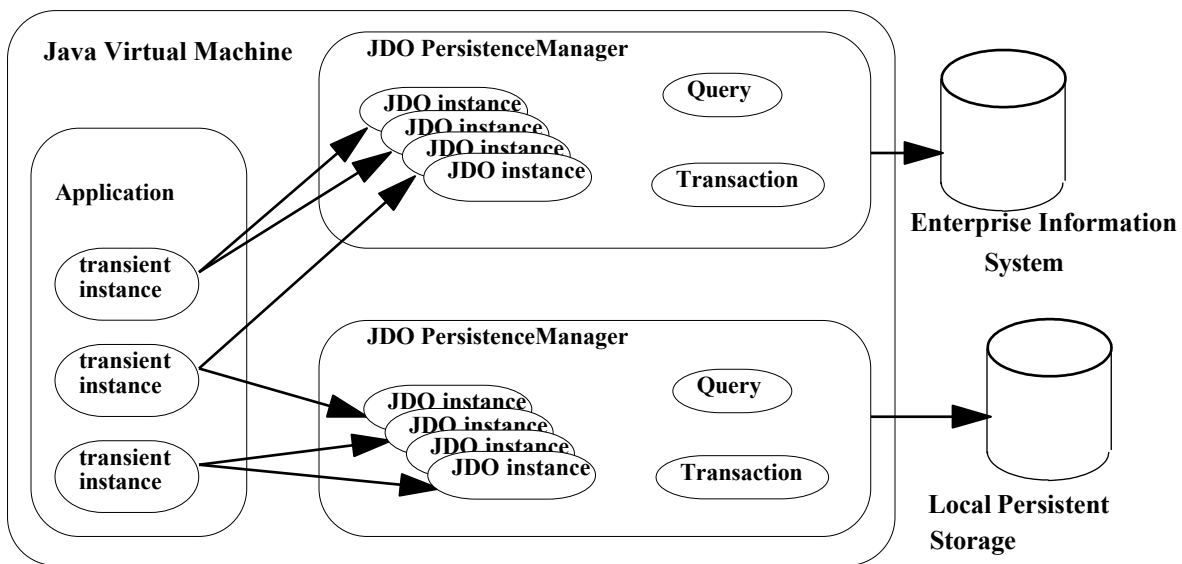 Java Virtual Machine
JDO PersistenceManager
JDO instance
JDO instance
JDO instance
JDO instance
Query
Transaction
Enterprise Information
System
Application
transient
instance
transient
instance
transient
instance
JDO PersistenceManager
JDO instance
JDO instance
JDO instance
JDO instance
Query
Transaction
Local Persistent
Storage